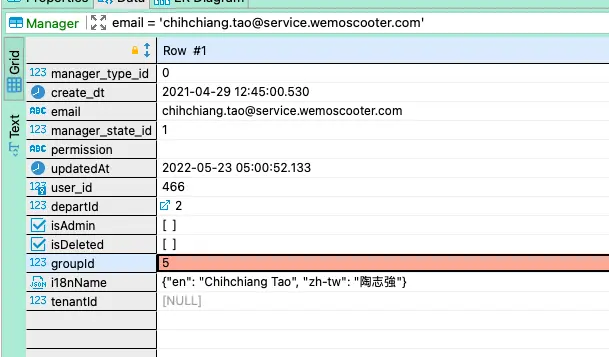 Properties Data ER Diagram
Manager email = 'chihchiang.tao@service.wemoscooter.com'
Grid
Text
Row #1
123 manager_type_id 0
create_dt 2021-04-29 12:45:00.530
ABC email chihchiang.tao@service.wemoscooter.com
123 manager_state_id 1
ABC permission
updatedAt 2022-05-23 05:00:52.133
123 user_id 466
123 departId 2
isAdmin [ ]
isDeleted [ ]
123 groupId 5
JSON i18nName {"en": "Chihchiang Tao", "zh-tw": "陶志強"}
123 tenantId [NULL]